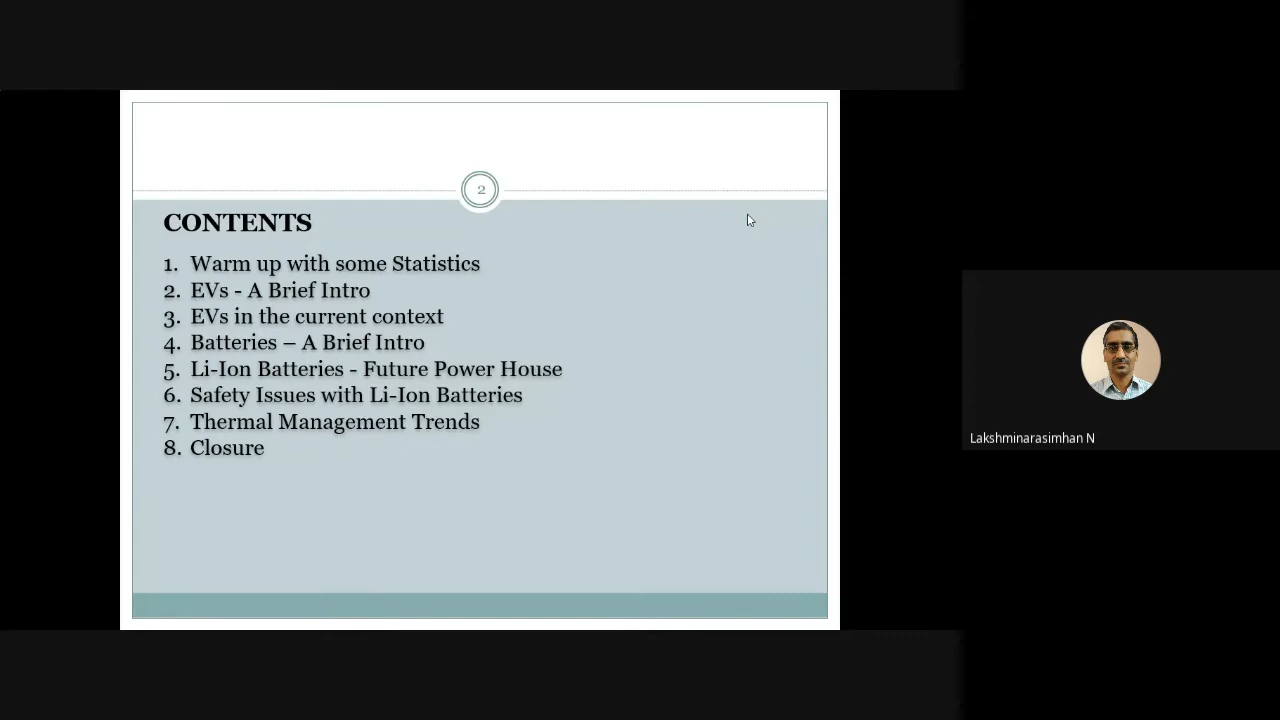 2
CONTENTS
1. Warm up with some Statistics
2. EVs - A Brief Intro
3. EVs in the current context
4. Batteries – A Brief Intro
5. Li-Ion Batteries - Future Power House
6. Safety Issues with Li-Ion Batteries
7. Thermal Management Trends
8. Closure
Lakshminarasimhan N